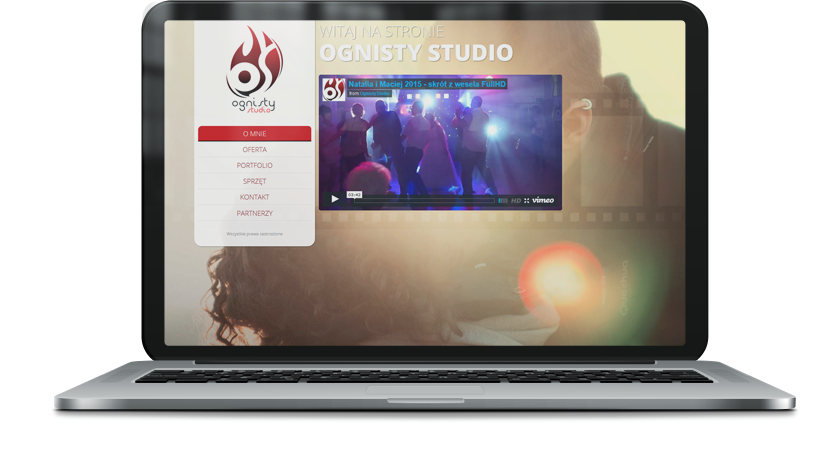 WITAJ NA STRONIE
OGNISTY STUDIO
ognisty
studio
O MNIE
OFERTA
PORTFOLIO
SPRZĘT
KONTAKT
PARTNERZY
Wszystkie prawa zastrzeżone
Natalia i Maciej 2015 - skrót z wesela FullHD
from Ognisty Studio
03:43
HD
vimeo